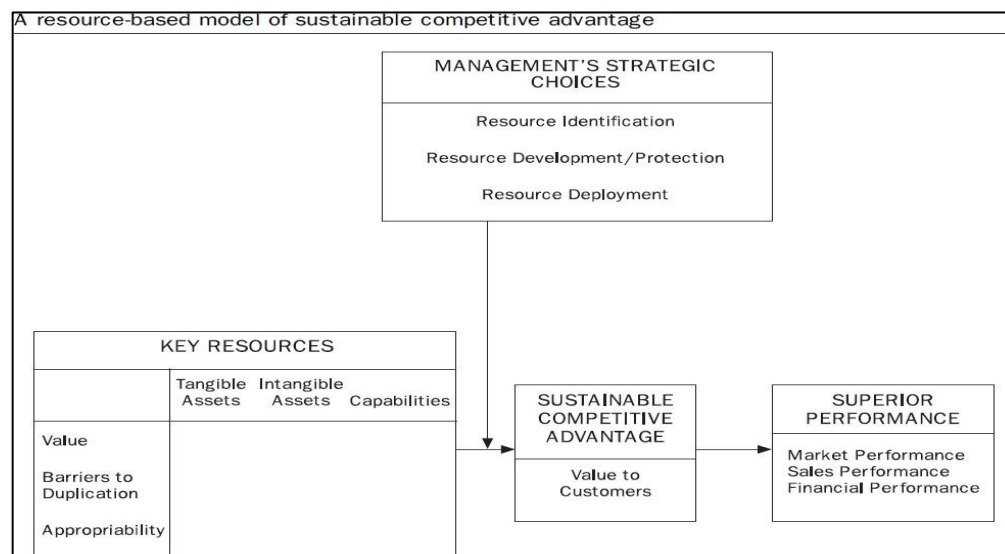 A resource-based model of sustainable competitive advantage
MANAGEMENT'S STRATEGIC
CHOICES
Resource Identification
Resource Development/Protection
Resource Deployment
KEY RESOURCES
Tangible Assets
Intangible Assets
Capabilities
Value
Barriers to
Duplication
Appropriability
SUSTAINABLE
COMPETITIVE
ADVANTAGE
Value to
Customers
SUPERIOR
PERFORMANCE
Market Performance
Sales Performance
Financial Performance